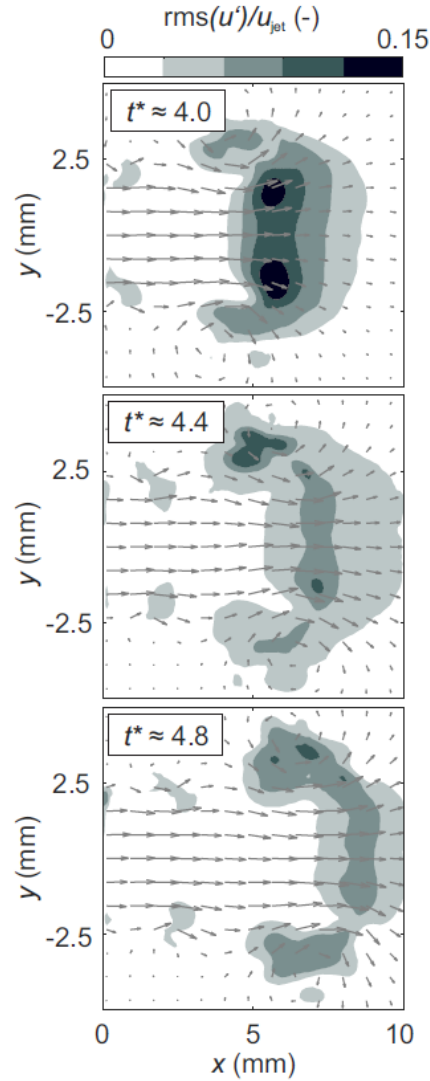 rms(u')/u_jet (-)
0 0.15
t* ≈ 4.0
2.5
y (mm)
-2.5
t* ≈ 4.4
2.5
y (mm)
-2.5
t* ≈ 4.8
2.5
y (mm)
-2.5
0 5 10
x (mm)